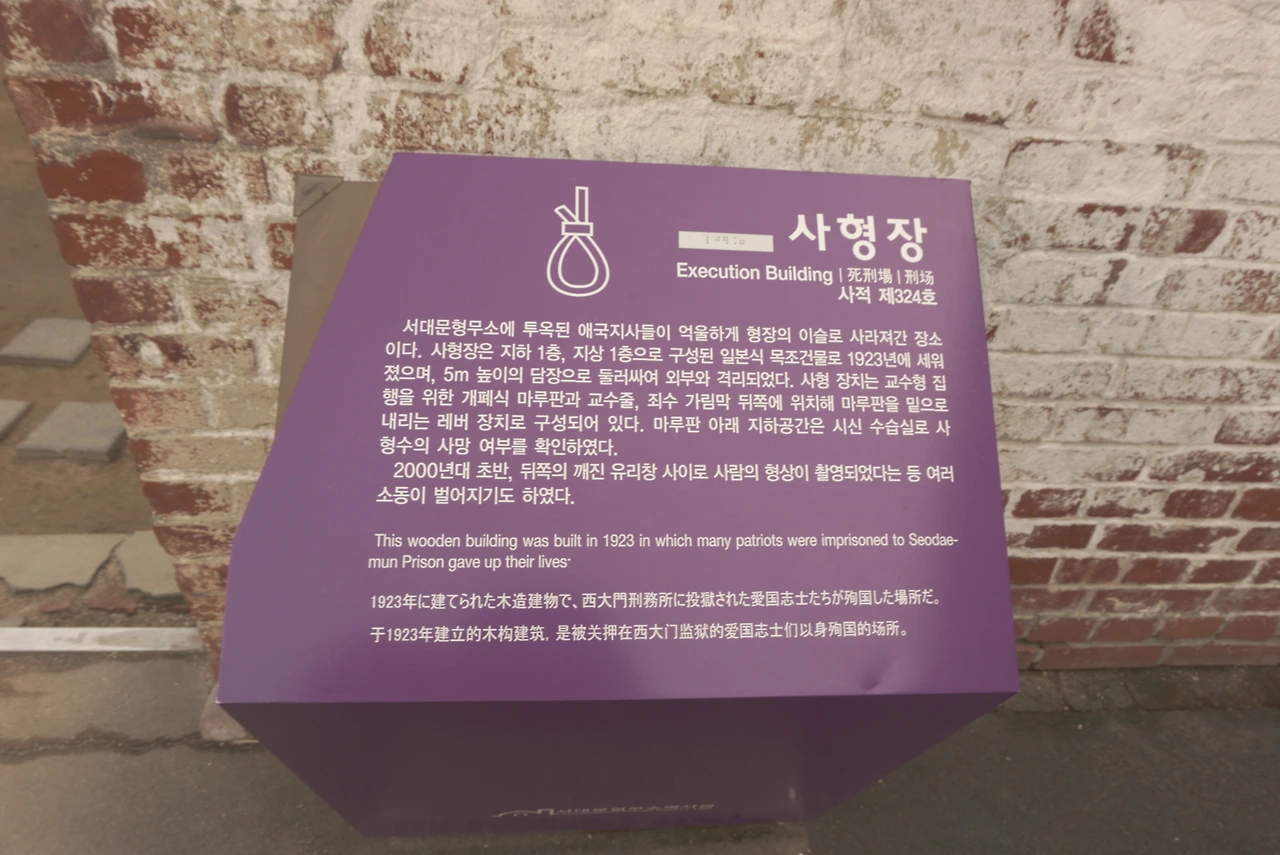 사형장
Execution Building | 死刑場 | 刑场
사적 제324호
서대문형무소에 투옥된 애국지사들이 억울하게 형장의 이슬로 사라져간 장소
이다. 사형장은 지하 1층, 지상 1층으로 구성된 일본식 목조건물로 1923년에 세워
졌으며, 5m 높이의 담장으로 둘러싸여 외부와 격리되었다. 사형 장치는 교수형 집
행을 위한 개폐식 마루판과 교수줄, 죄수 가림막 뒤쪽에 위치해 마루판을 밑으로
내리는 레버 장치로 구성되어 있다. 마루판 아래 지하공간은 시신 수습실로 사
형수의 사망 여부를 확인하였다.
2000년대 초반, 뒤쪽의 깨진 유리창 사이로 사람의 형상이 촬영되었다는 등 여러
소동이 벌어지기도 하였다.
This wooden building was built in 1923 in which many patriots were imprisoned to Seodae-
mun Prison gave up their lives·
1923年に建てられた木造建物で、西大門刑務所に投獄された愛国志士たちが殉国した場所だ。
于1923年建立的木构建筑，是被关押在西大门监狱的爱国志士们以身殉国的场所。
서대문형무소역사관